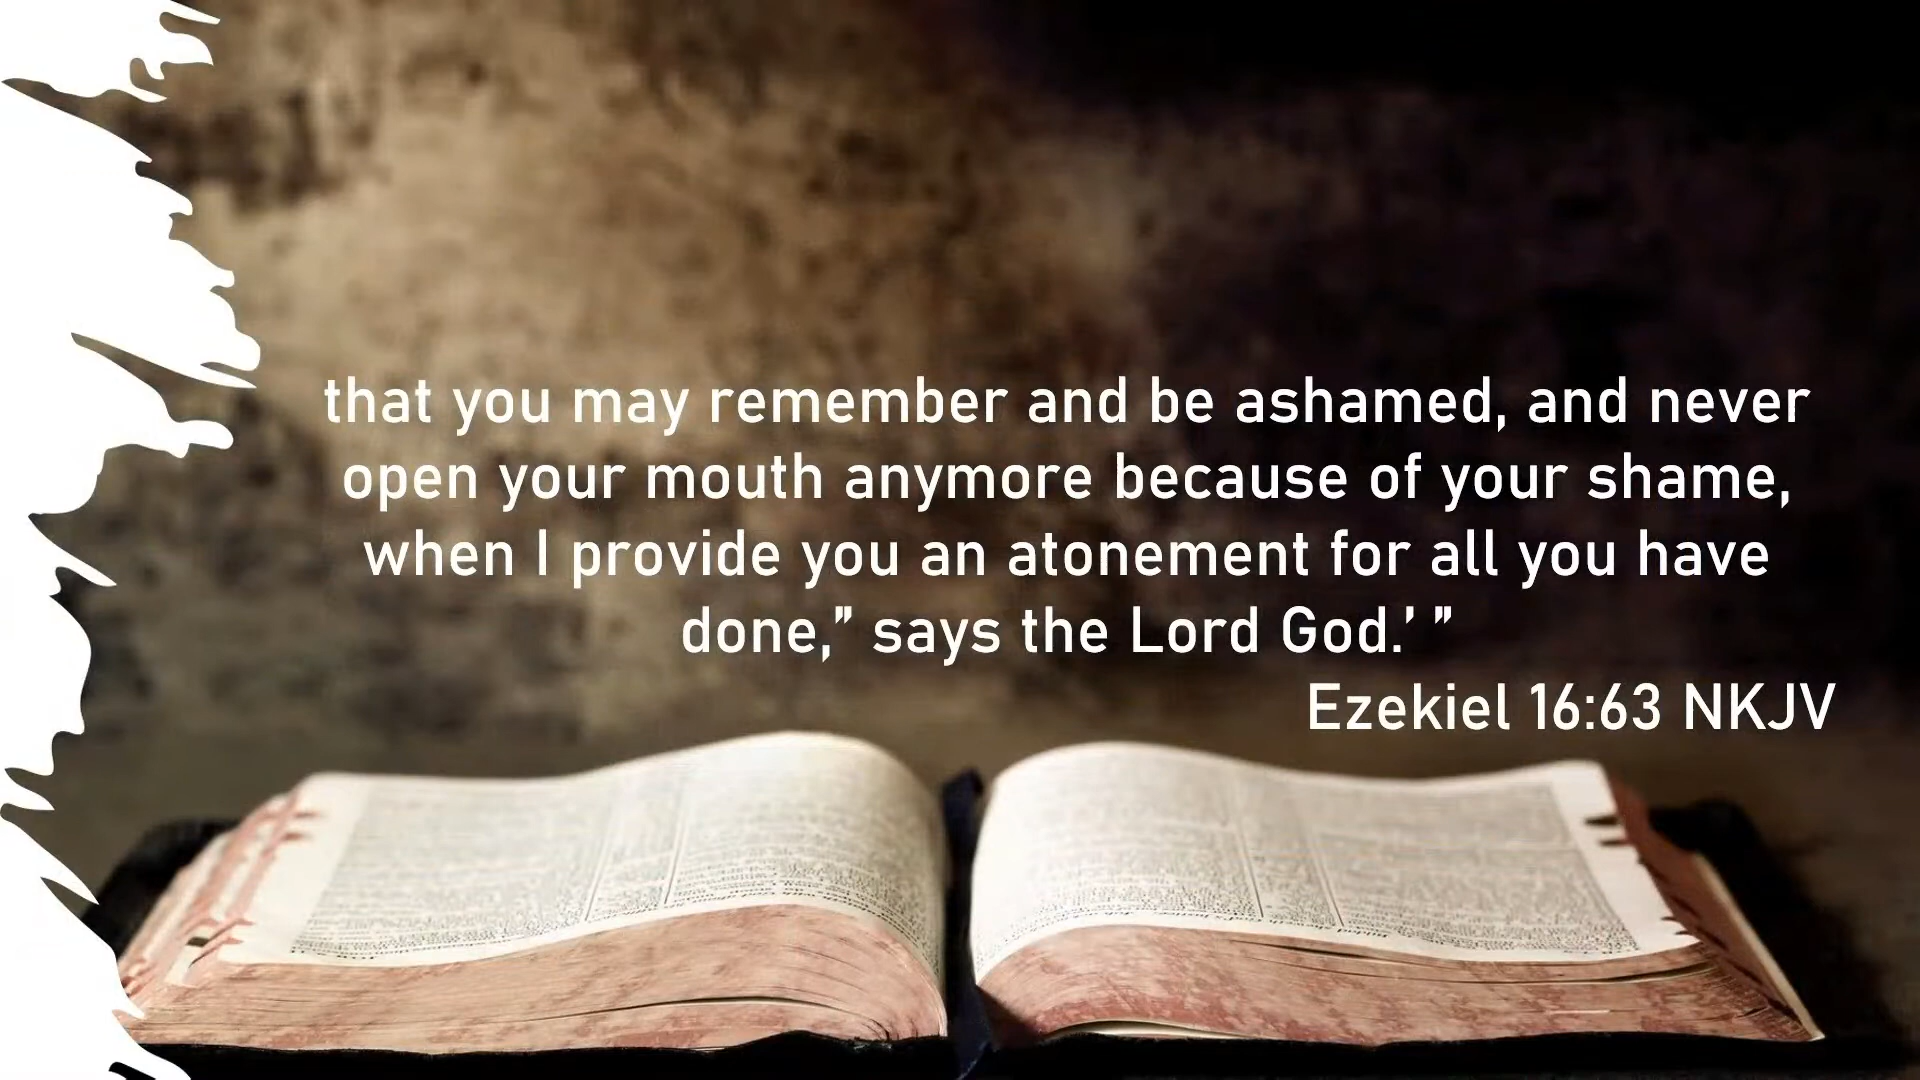 that you may remember and be ashamed, and never
open your mouth anymore because of your shame,
when I provide you an atonement for all you have
done,” says the Lord God.’ ”
Ezekiel 16:63 NKJV